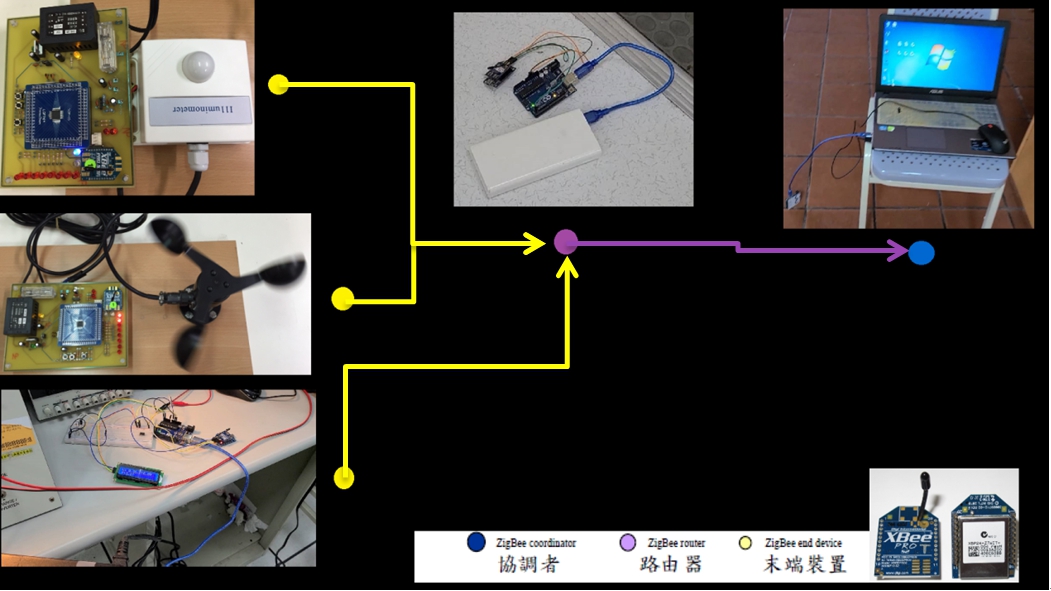 Illuminometer
ASUS
ZigBee coordinator
ZigBee router
ZigBee end device
協調者
路由器
末端裝置
XBee
PRO